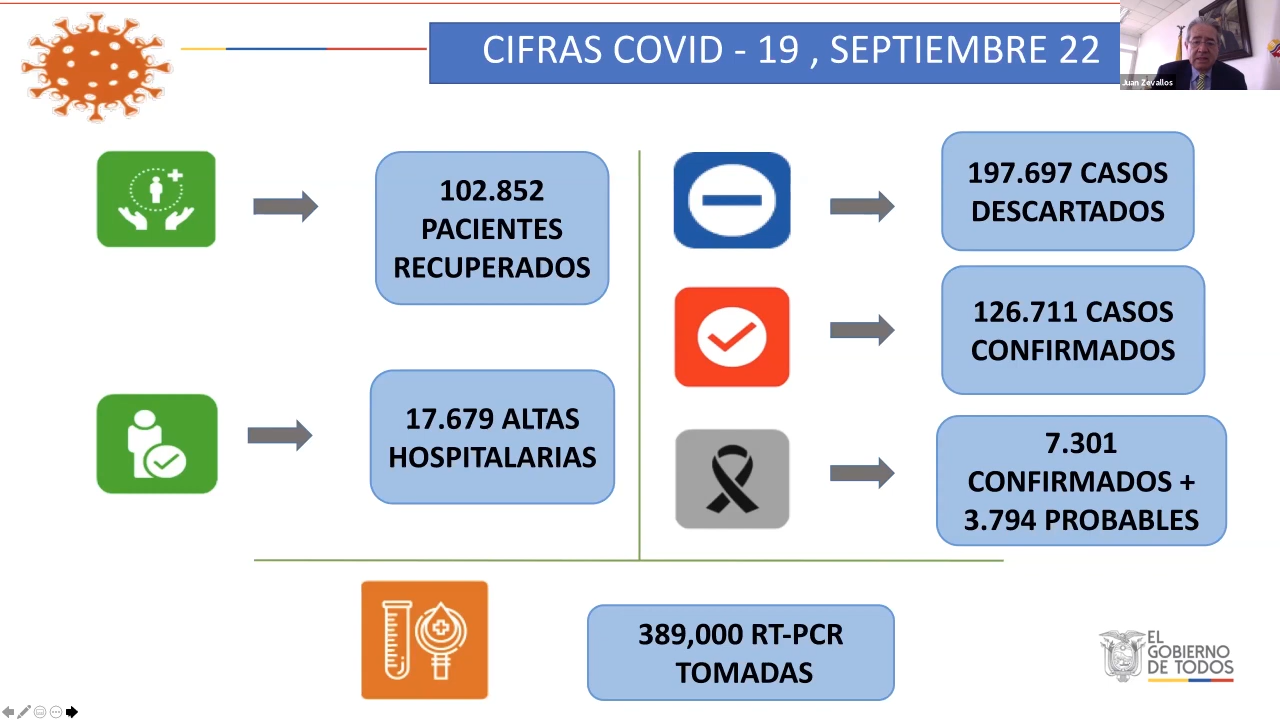 CIFRAS COVID - 19 , SEPTIEMBRE 22
Juan Zevallos
102.852
PACIENTES
RECUPERADOS
17.679 ALTAS
HOSPITALARIAS
197.697 CASOS
DESCARTADOS
126.711 CASOS
CONFIRMADOS
7.301
CONFIRMADOS +
3.794 PROBABLES
389,000 RT-PCR
TOMADAS
EL
GOBIERNO
DE TODOS